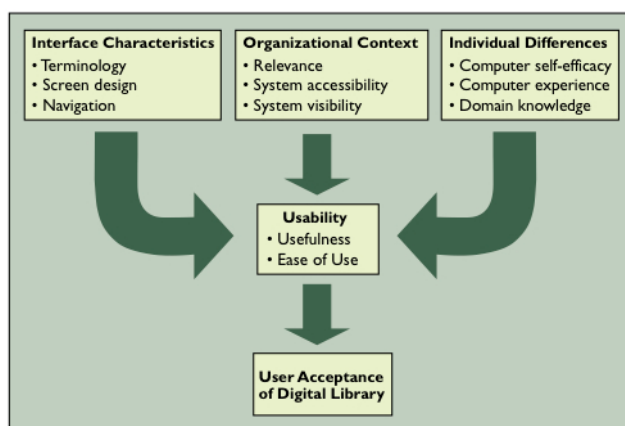 Interface Characteristics
• Terminology
• Screen design
• Navigation
Organizational Context
• Relevance
• System accessibility
• System visibility
Individual Differences
• Computer self-efficacy
• Computer experience
• Domain knowledge
Usability
• Usefulness
• Ease of Use
User Acceptance
of Digital Library